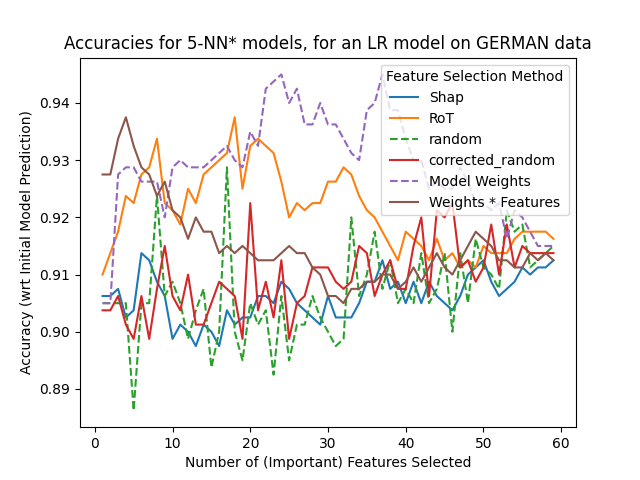 Accuracies for 5-NN* models, for an LR model on GERMAN data
Accuracy (wrt Initial Model Prediction)
0.94
0.93
0.92
0.91
0.90
0.89
Feature Selection Method
Shap
RoT
random
corrected_random
Model Weights
Weights * Features
0
10
20
30
40
50
60
Number of (Important) Features Selected